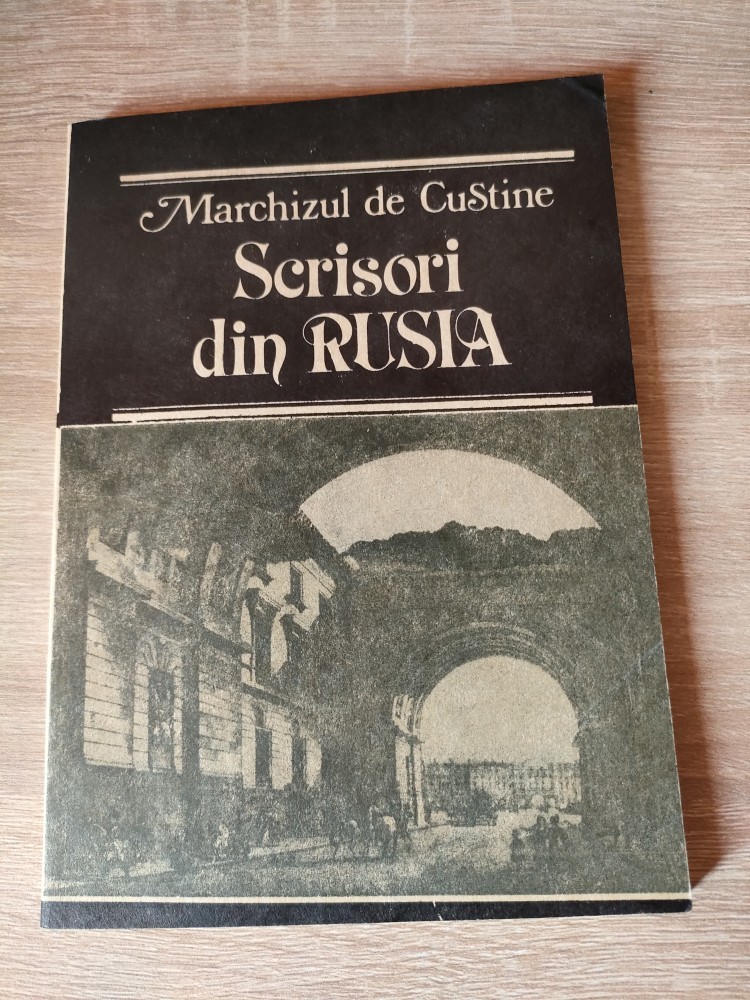 Marchizul de CuStine
Scrisori
din RUSIA